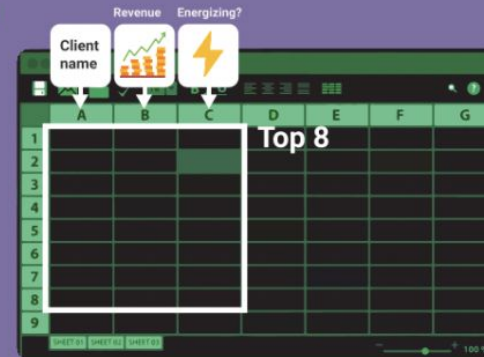 Revenue Energizing?
Client
name
B U
A B C D E F G
Top 8
1
2
3
4
5
6
7
8
9
SHEET 01 SHEET 02 SHEET 03
100 %